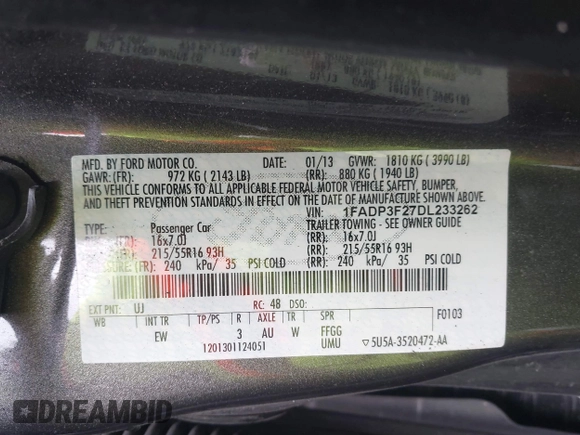 MFD. BY FORD MOTOR CO. DATE: 01/13 GVWR: 1810 KG ( 3990 LB)
GAWR: (FR): 972 KG ( 2143 LB) (RR): 880 KG ( 1940 LB)
THIS VEHICLE CONFORMS TO ALL APPLICABLE FEDERAL MOTOR VEHICLE SAFETY, BUMPER,
AND THEFT PREVENTION STANDARDS IN EFFECT ON THE DATE OF MANUFACTURE SHOWN ABOVE.
VIN: 1FADP3F27DL233262
TYPE: Passenger Car TRAILER TOWING - SEE OWNER GUIDE
(FR): 16x7.0J (RR): 16x7.0J
(FR): 215/55R16 93H (RR): 215/55R16 93H
(FR): 240 kPa/ 35 PSI COLD (RR): 240 kPa/ 35 PSI COLD
EXT PNT: UJ RC: 48 DSO: F0103
WB INT TR TP/PS R AXLE TR SPR
EW 3 AU W FFGG
1201301124051 UMU ▽5U5A-3520472-AA
DREAMBID